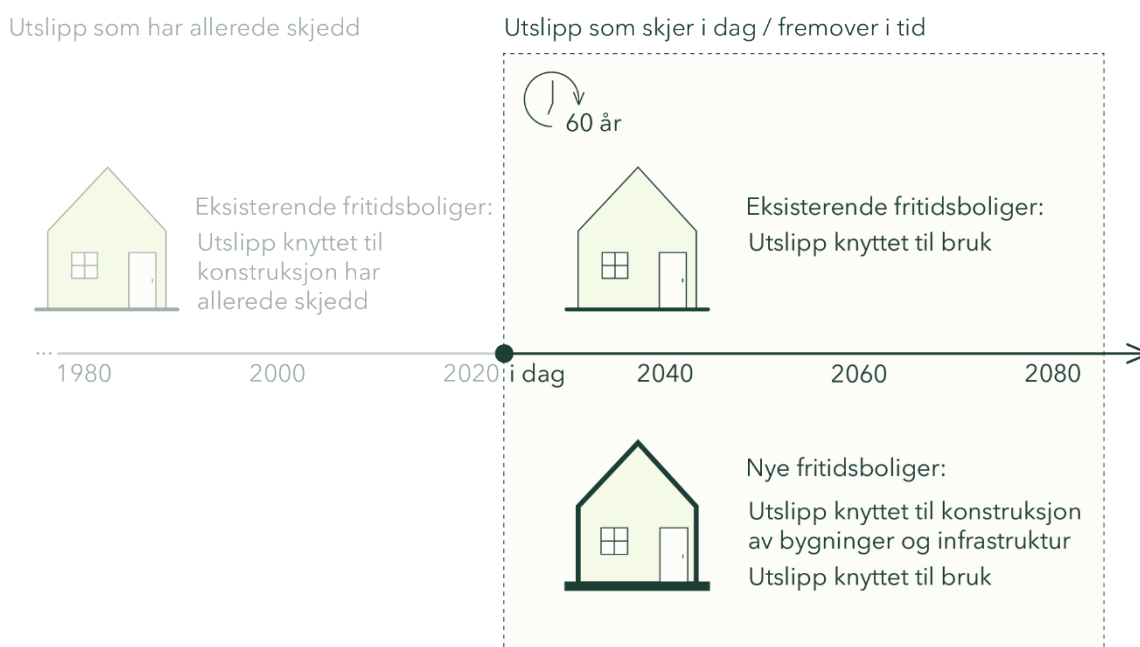 Utslipp som har allerede skjedd
Utslipp som skjer i dag / fremover i tid
60 år
Eksisterende fritidsboliger:
Utslipp knyttet til
konstruksjon har
allerede skjedd
Eksisterende fritidsboliger:
Utslipp knyttet til bruk
... 1980 2000 2020 i dag 2040 2060 2080
Nye fritidsboliger:
Utslipp knyttet til konstruksjon
av bygninger og infrastruktur
Utslipp knyttet til bruk